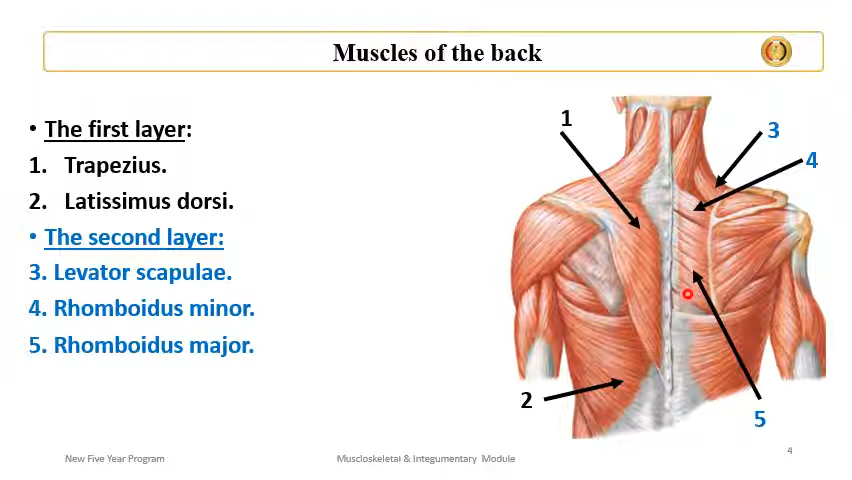 Muscles of the back
• The first layer:
1. Trapezius.
2. Latissimus dorsi.
• The second layer:
3. Levator scapulae.
4. Rhomboidus minor.
5. Rhomboidus major.
1
3
4
2
5
New Five Year Program
Muscloskeletal & Integumentary Module
4